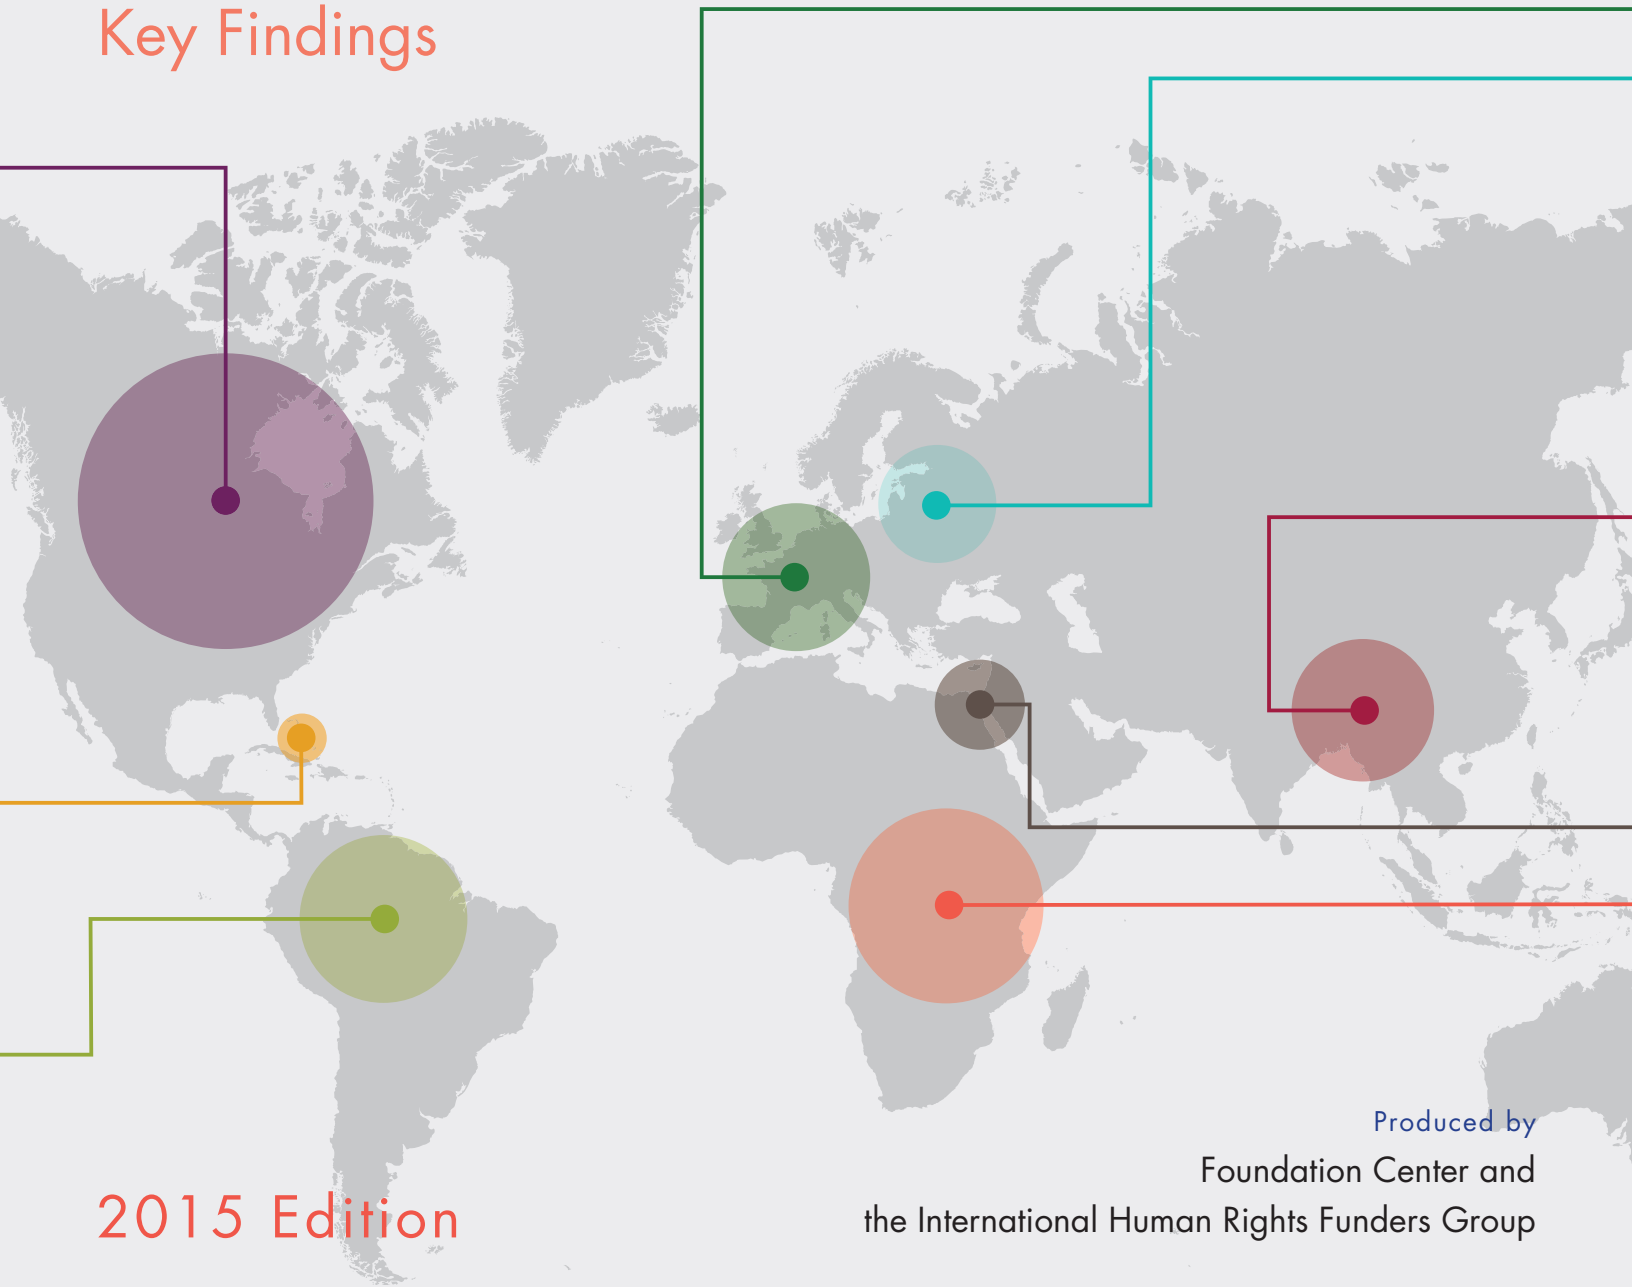 Key Findings
2015 Edition
Produced by
Foundation Center and
the International Human Rights Funders Group